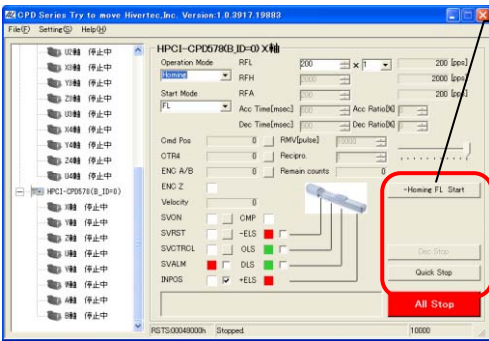 CPD Series Try to move Hivertec,Inc. Version:1.0.3917.19883
File(F) Setting(S) Help(H)
U2軸 停止中
X3軸 停止中
Y3軸 停止中
Z3軸 停止中
U3軸 停止中
X4軸 停止中
Y4軸 停止中
Z4軸 停止中
U4軸 停止中
HPCI-CPD578(B_ID=0)
X軸 停止中
Y軸 停止中
Z軸 停止中
U軸 停止中
V軸 停止中
W軸 停止中
A軸 停止中
B軸 停止中
HPCI-CPD578(B_ID=0) X軸
Operation Mode RFL 200 x 1 200 [pps]
Homing RFH 2000 2000 [pps]
Start Mode RFA 200 [pps]
FL Acc Time[msec] Acc Ratio[%]
Dec Time[msec] Dec Ratio[%]
Cmd Pos 0 RMV[pulse] 10000
CTR4 0 Recipro.
ENC A/B 0 Remain counts 0
ENC Z
Velocity 0
SVON CMP
SVRST -ELS
SVCTRCL OLS
SVALM DLS
INPOS +ELS
-Homing FL Start
Dec Stop
Quick Stop
All Stop
RSTS:00048000h Stopped. 10000